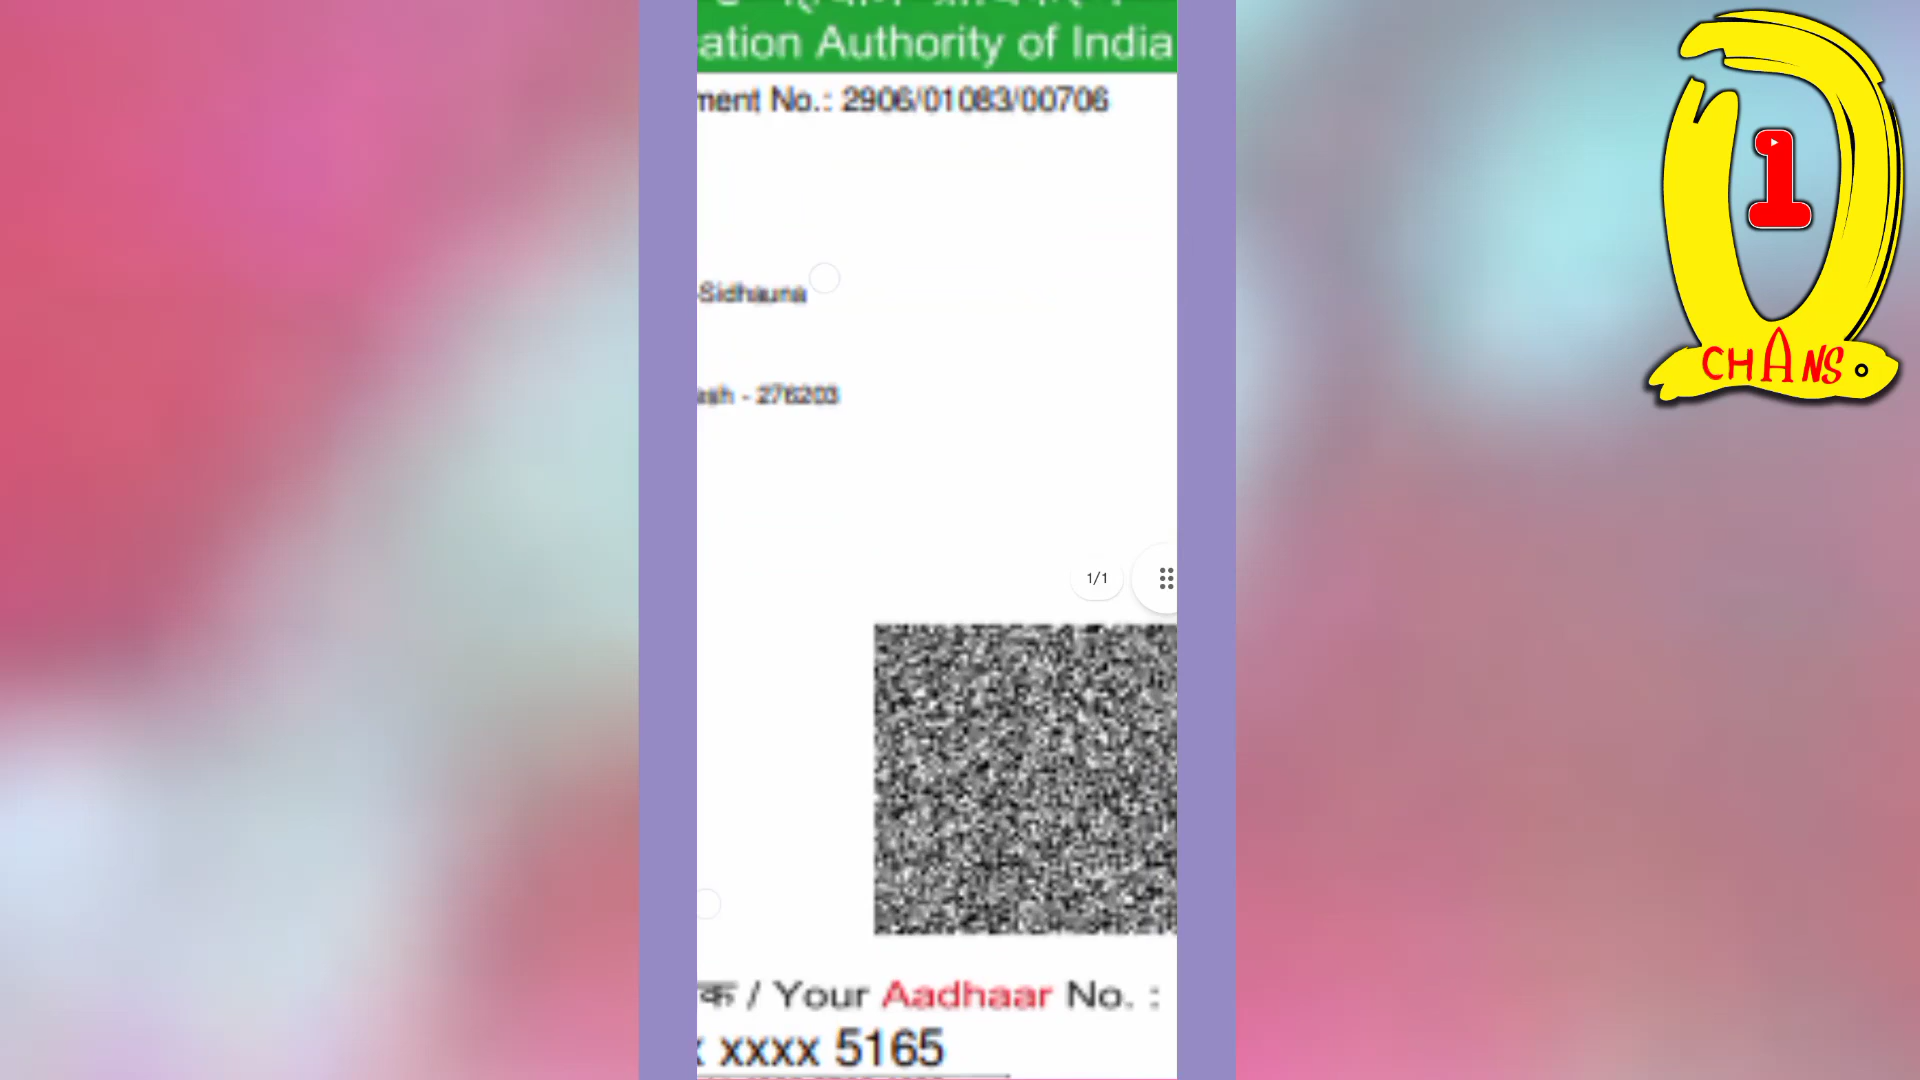 ation Authority of India
ment No.: 2906/01083/00706
-Sidhauna
esh - 276203
1/1
क / Your Aadhaar No. :
xxxx 5165
1
CHANS